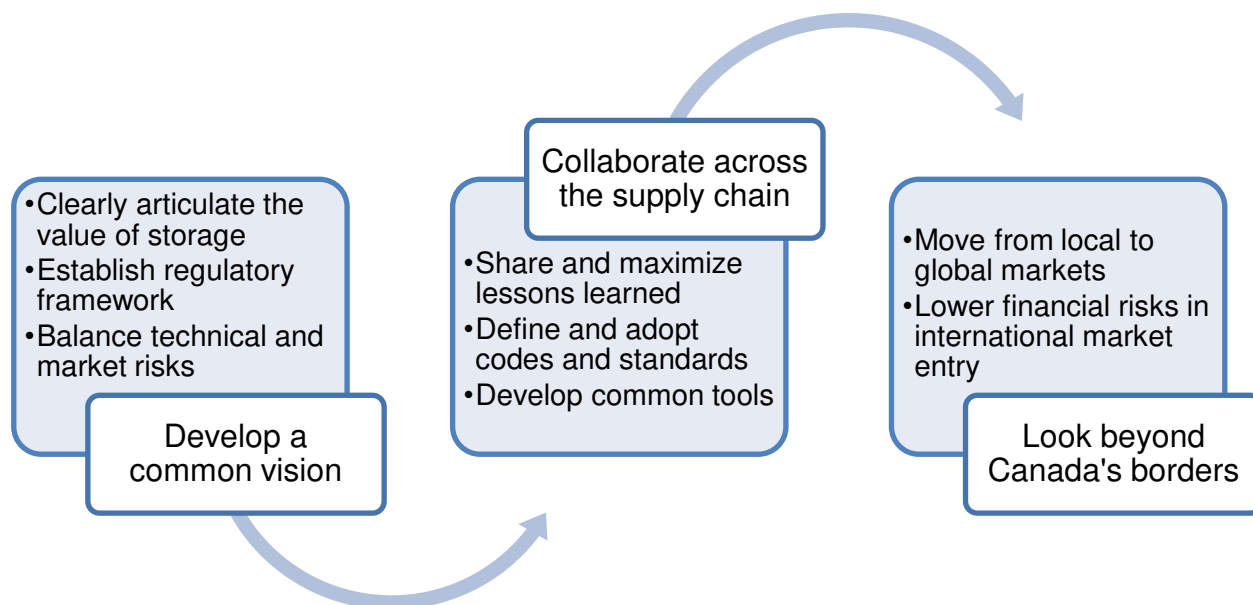 •Clearly articulate the
value of storage
•Establish regulatory
framework
•Balance technical and
market risks
Develop a
common vision
Collaborate across
the supply chain
•Share and maximize
lessons learned
•Define and adopt
codes and standards
•Develop common tools
•Move from local to
global markets
•Lower financial risks in
international market
entry
Look beyond
Canada's borders